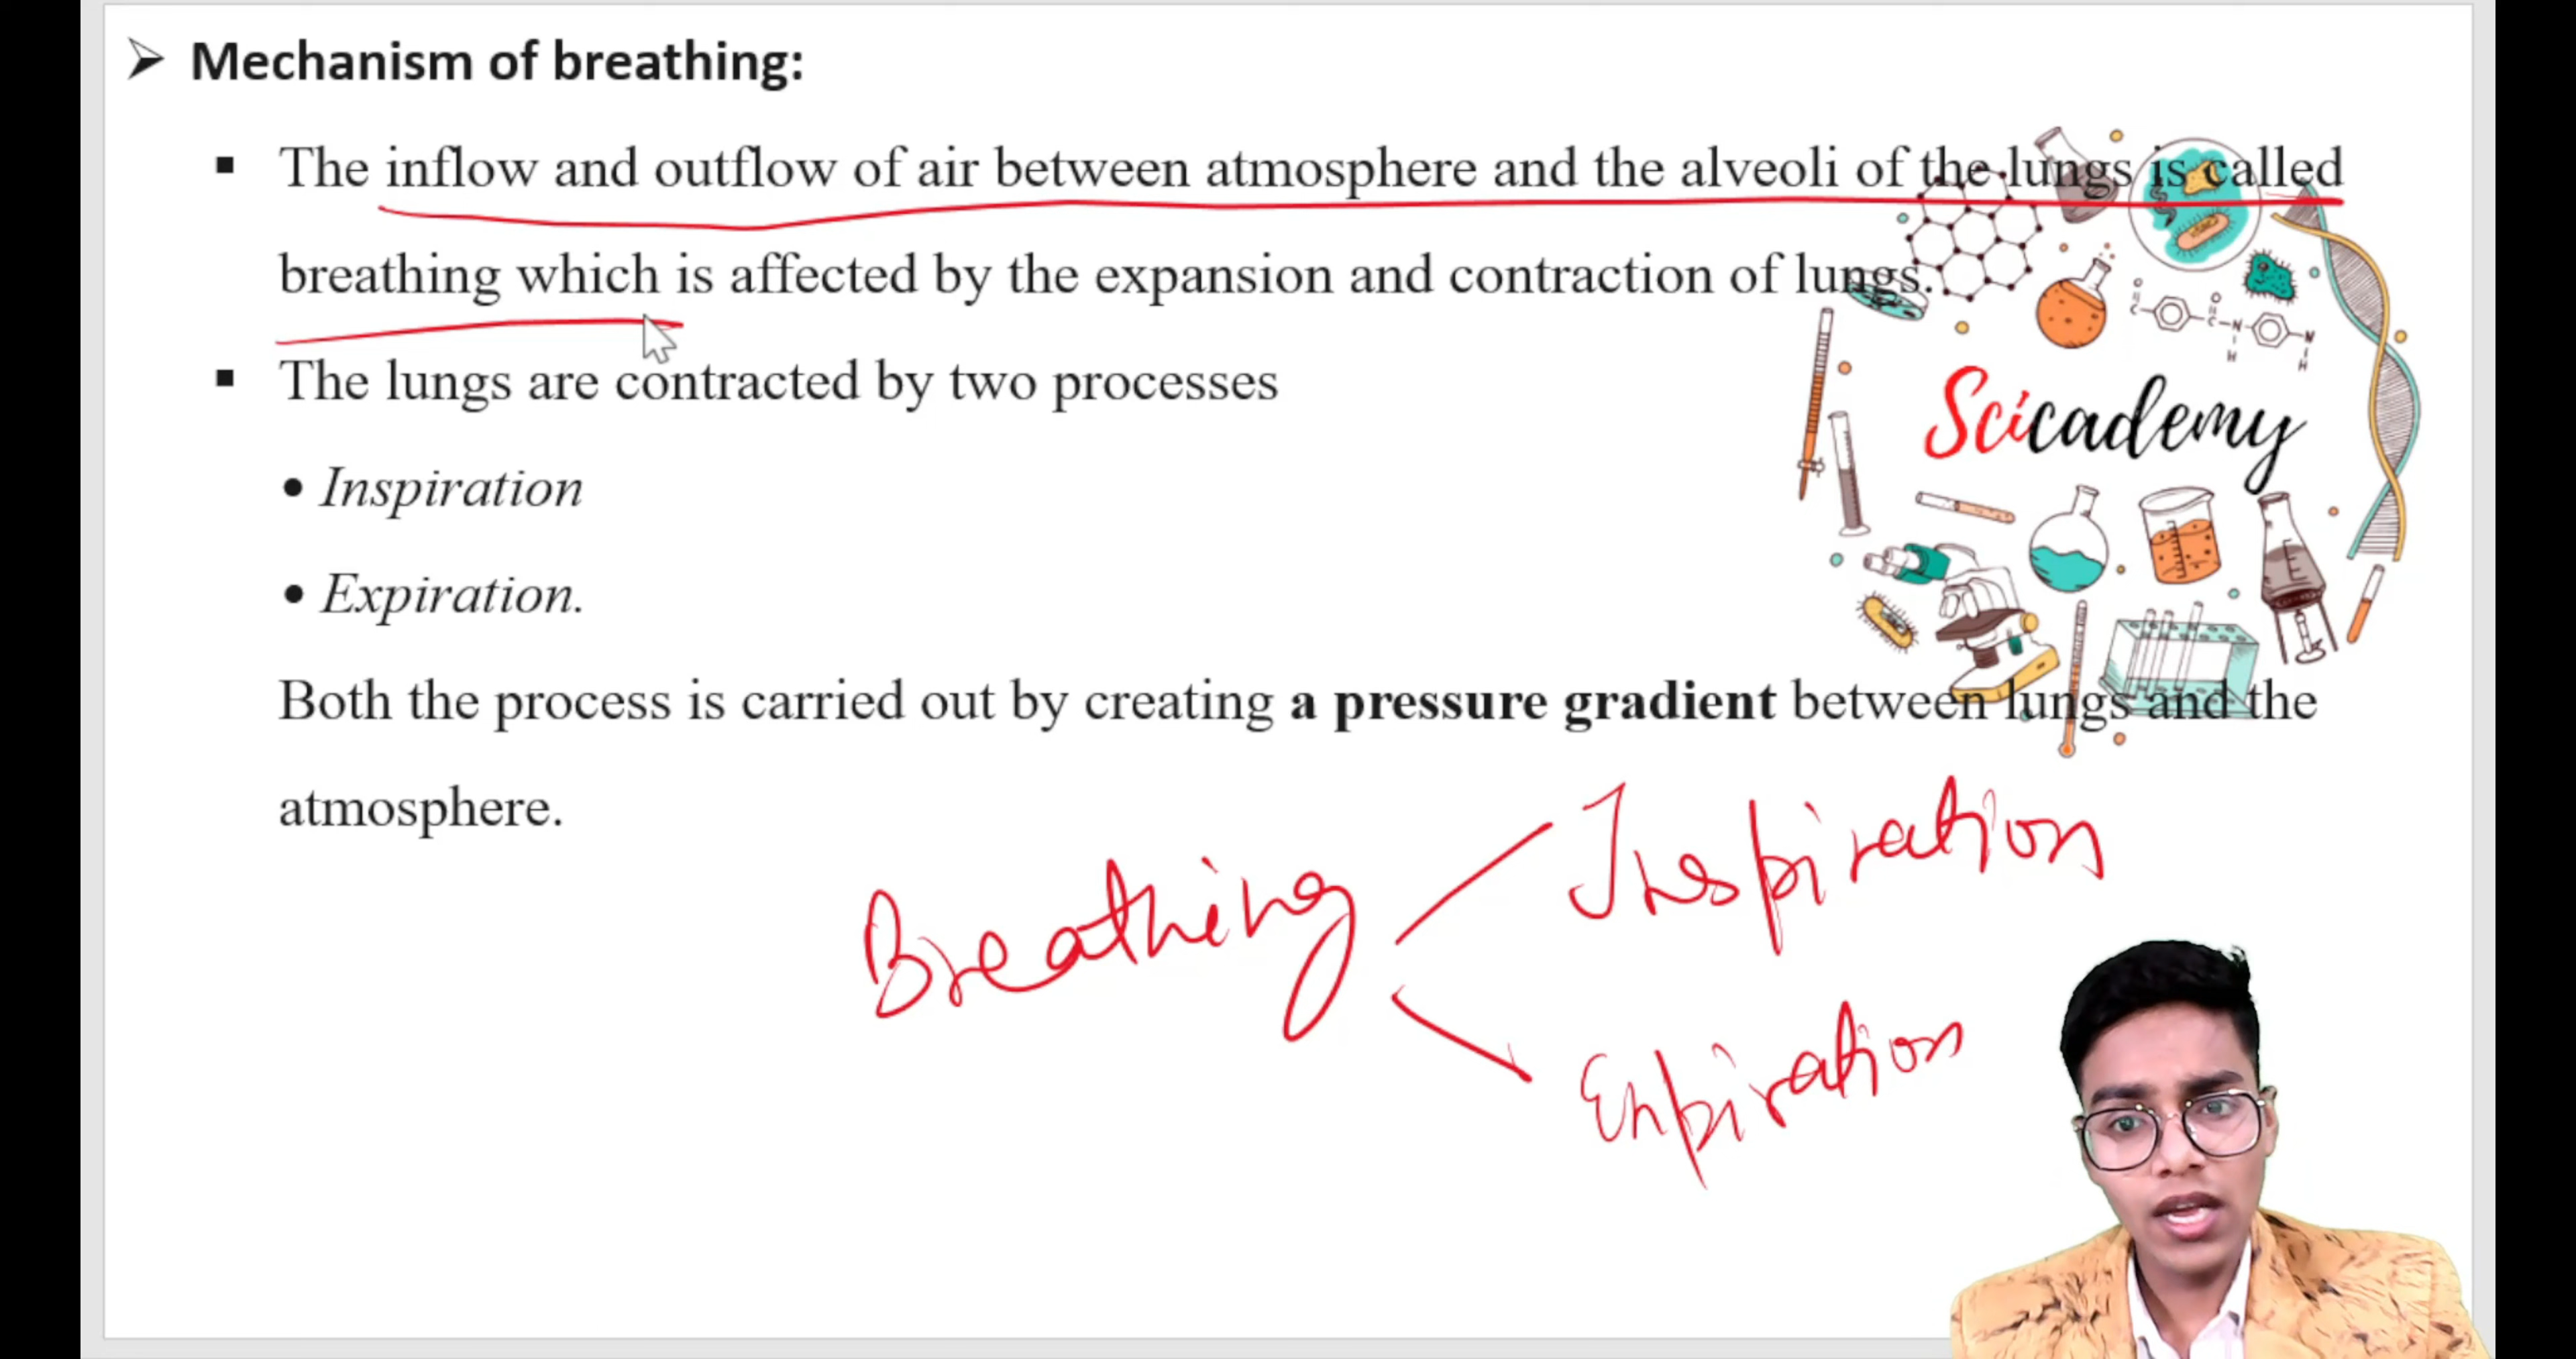 ➤ Mechanism of breathing:
▪ The inflow and outflow of air between atmosphere and the alveoli of the lungs is called
breathing which is affected by the expansion and contraction of lungs.
▪ The lungs are contracted by two processes
• Inspiration
• Expiration.
Both the process is carried out by creating a pressure gradient between lungs and the
atmosphere.
Scicademy
O O
C C N N
H H
Breathing
Inspiration
Expiration